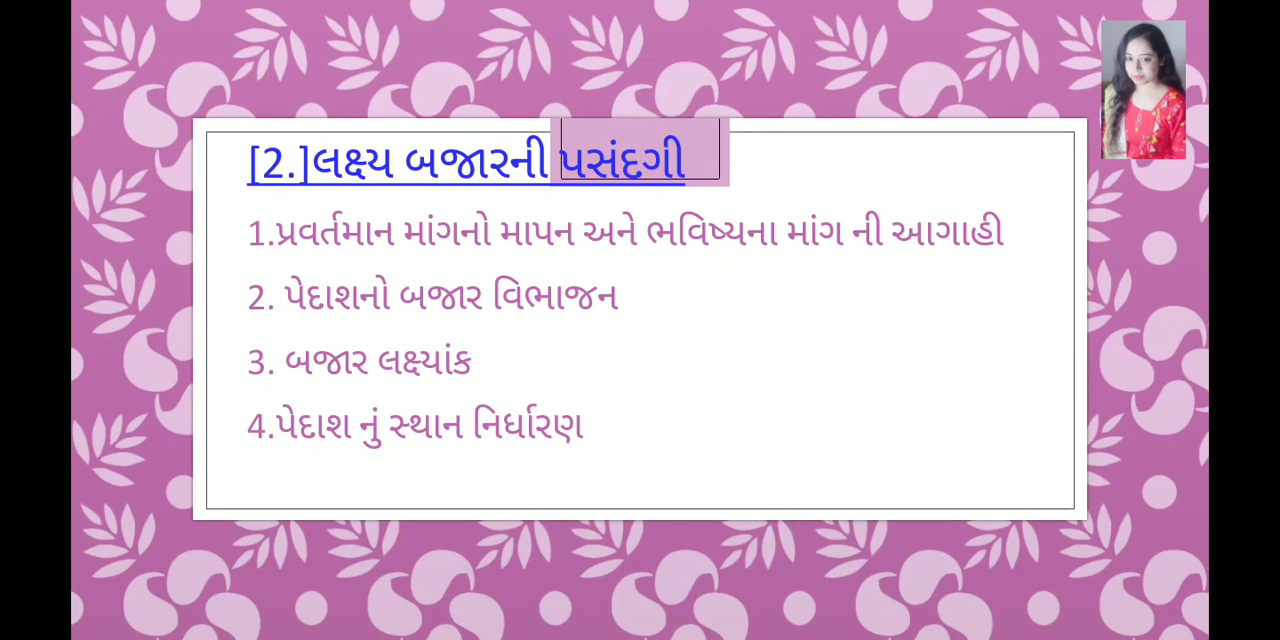 [2.]લક્ષ્ય બજારની પસંદગી
1.પ્રવર્તમાન માંગનો માપન અને ભવિષ્યના માંગ ની આગાહી
2. પેદાશનો બજાર વિભાજન
3. બજાર લક્ષ્યાંક
4.પેદાશ નું સ્થાન નિર્ધારણ